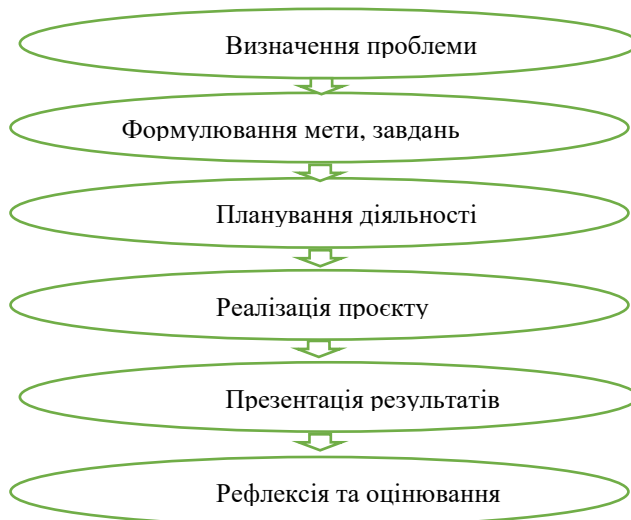 Визначення проблеми
Формулювання мети, завдань
Планування діяльності
Реалізація проєкту
Презентація результатів
Рефлексія та оцінювання